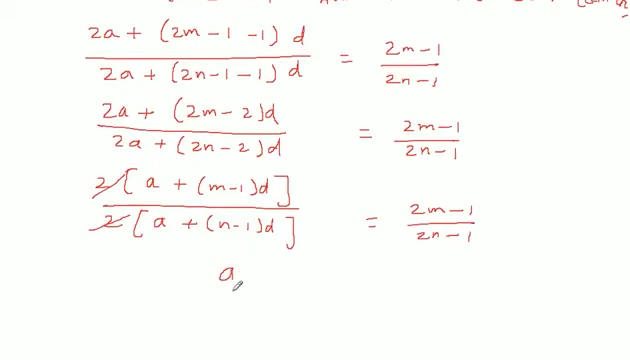 2a + (2m-1-1) d / 2a + (2n-1-1) d = 2m-1 / 2n-1
2a + (2m-2)d / 2a + (2n-2)d = 2m-1 / 2n-1
2[a + (m-1)d] / 2[a + (n-1)d] = 2m-1 / 2n-1
a